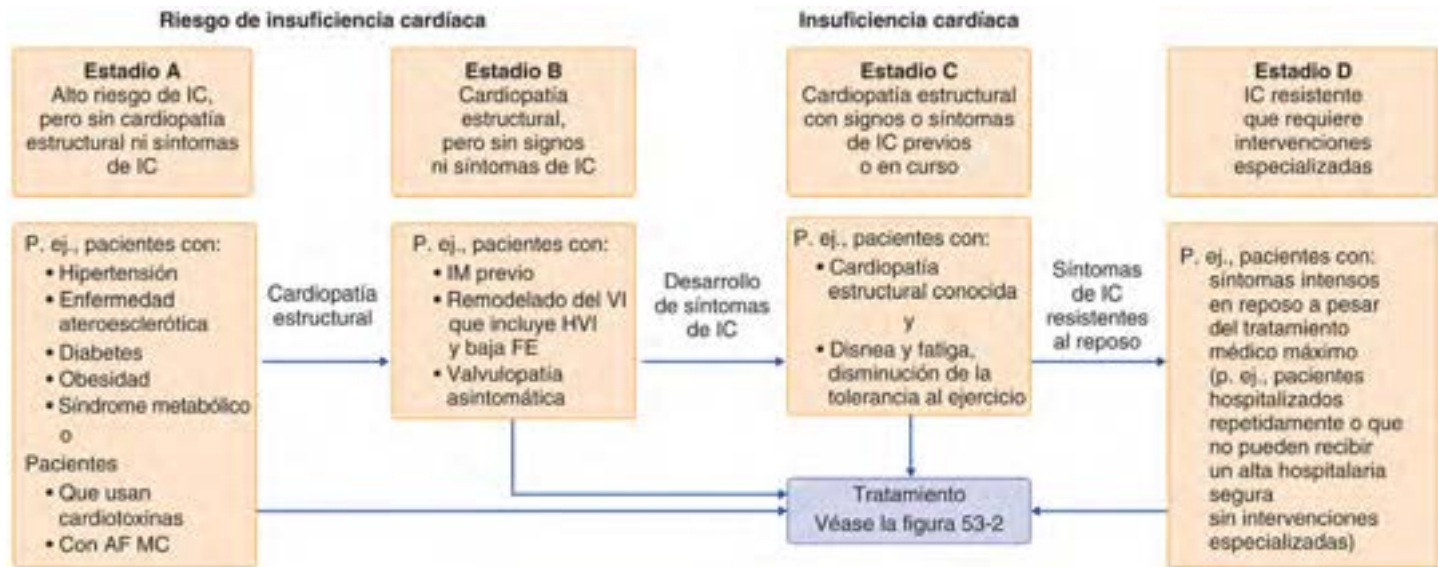 Riesgo de insuficiencia cardíaca
Insuficiencia cardíaca
Estadio A
Alto riesgo de IC,
pero sin cardiopatía
estructural ni síntomas
de IC
Estadio B
Cardiopatía
estructural,
pero sin signos
ni síntomas de IC
Estadio C
Cardiopatía estructural
con signos o síntomas
de IC previos
o en curso
Estadio D
IC resistente
que requiere
intervenciones
especializadas
P. ej., pacientes con:
• Hipertensión
• Enfermedad
ateroesclerótica
• Diabetes
• Obesidad
• Síndrome metabólico
o
Pacientes
• Que usan
cardiotoxinas
• Con AF MC
Cardiopatía
estructural
P. ej., pacientes con:
• IM previo
• Remodelado del VI
que incluye HVI
y baja FE
• Valvulopatía
asintomática
Desarrollo
de síntomas
de IC
P. ej., pacientes con:
• Cardiopatía
estructural conocida
y
• Disnea y fatiga,
disminución de la
tolerancia al ejercicio
Síntomas
de IC
resistentes
al reposo
P. ej., pacientes con:
síntomas intensos
en reposo a pesar
del tratamiento
médico máximo
(p. ej., pacientes
hospitalizados
repetidamente o que
no pueden recibir
un alta hospitalaria
segura
sin intervenciones
especializadas)
Tratamiento
Véase la figura 53-2